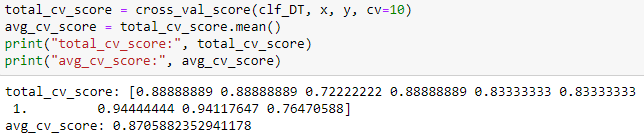 total_cv_score = cross_val_score(clf_DT, x, y, cv=10)
avg_cv_score = total_cv_score.mean()
print("total_cv_score:", total_cv_score)
print("avg_cv_score:", avg_cv_score)
total_cv_score: [0.88888889 0.88888889 0.72222222 0.88888889 0.83333333 0.83333333
 1.         0.94444444 0.94117647 0.76470588]
avg_cv_score: 0.8705882352941178